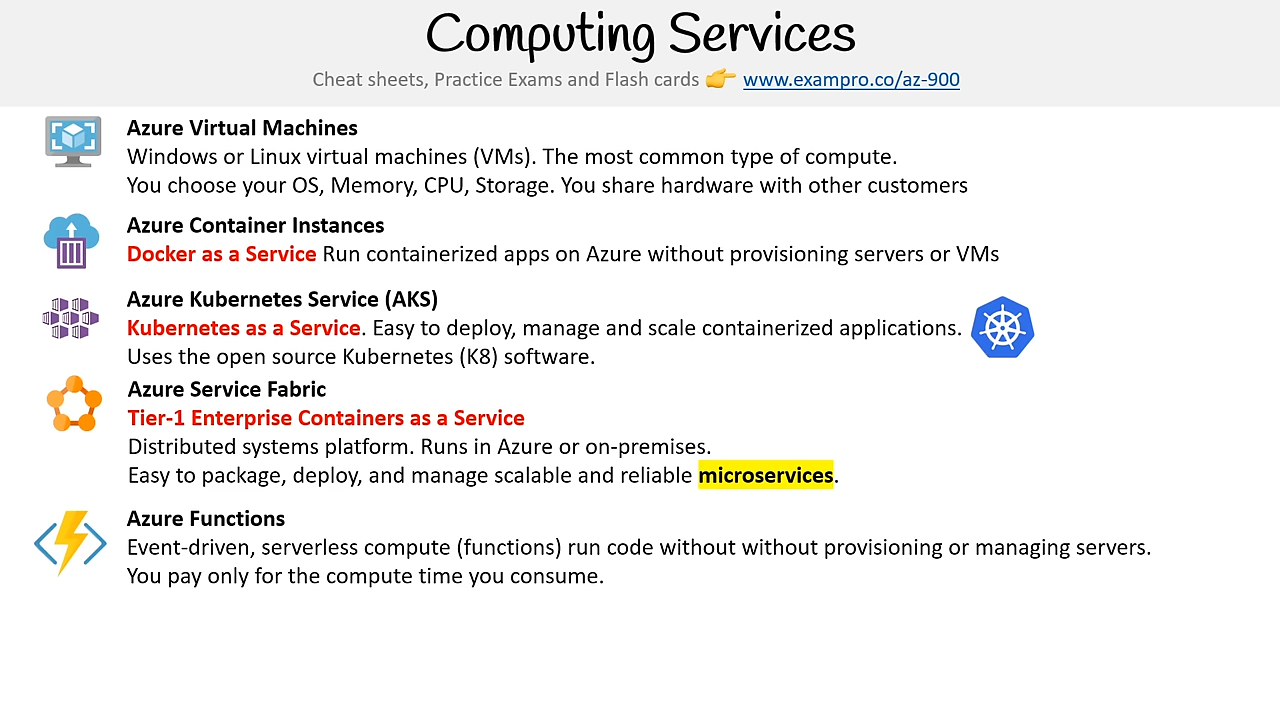 Computing Services
Cheat sheets, Practice Exams and Flash cards 👉 www.exampro.co/az-900
Azure Virtual Machines
Windows or Linux virtual machines (VMs). The most common type of compute.
You choose your OS, Memory, CPU, Storage. You share hardware with other customers
Azure Container Instances
Docker as a Service Run containerized apps on Azure without provisioning servers or VMs
Azure Kubernetes Service (AKS)
Kubernetes as a Service. Easy to deploy, manage and scale containerized applications.
Uses the open source Kubernetes (K8) software.
Azure Service Fabric
Tier-1 Enterprise Containers as a Service
Distributed systems platform. Runs in Azure or on-premises.
Easy to package, deploy, and manage scalable and reliable microservices.
Azure Functions
Event-driven, serverless compute (functions) run code without without provisioning or managing servers.
You pay only for the compute time you consume.